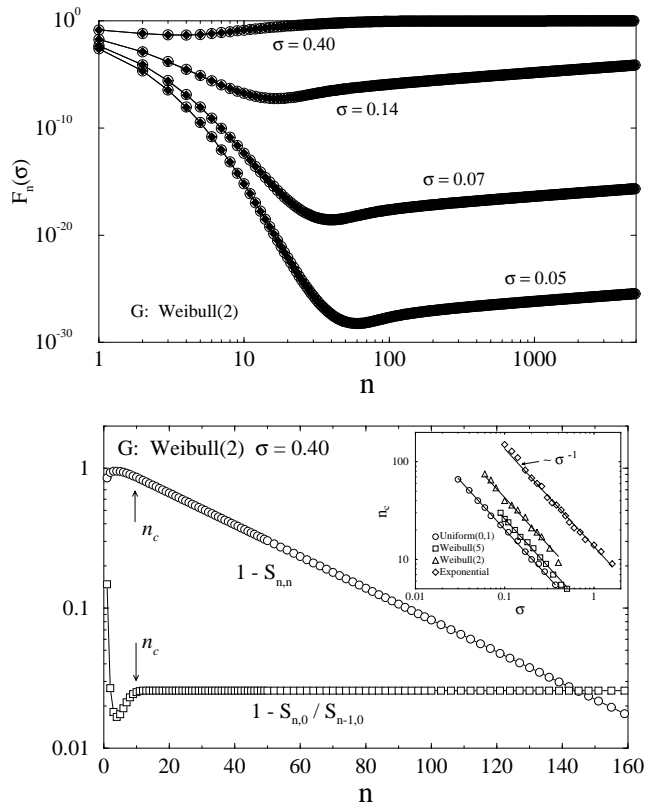 10^0
σ = 0.40
σ = 0.14
10^-10
F_n(σ)
σ = 0.07
10^-20
σ = 0.05
G: Weibull(2)
10^-30
1 10 100 1000
n
G: Weibull(2) σ = 0.40
1
n_c
1 - S_n,n
0.1
n_c
1 - S_n,0 / S_n-1,0
0.01
0 20 40 60 80 100 120 140 160
n
~ σ^-1
100
n_c
Uniform(0,1)
Weibull(5)
Weibull(2)
Exponential
10
0.01 0.1 1
σ